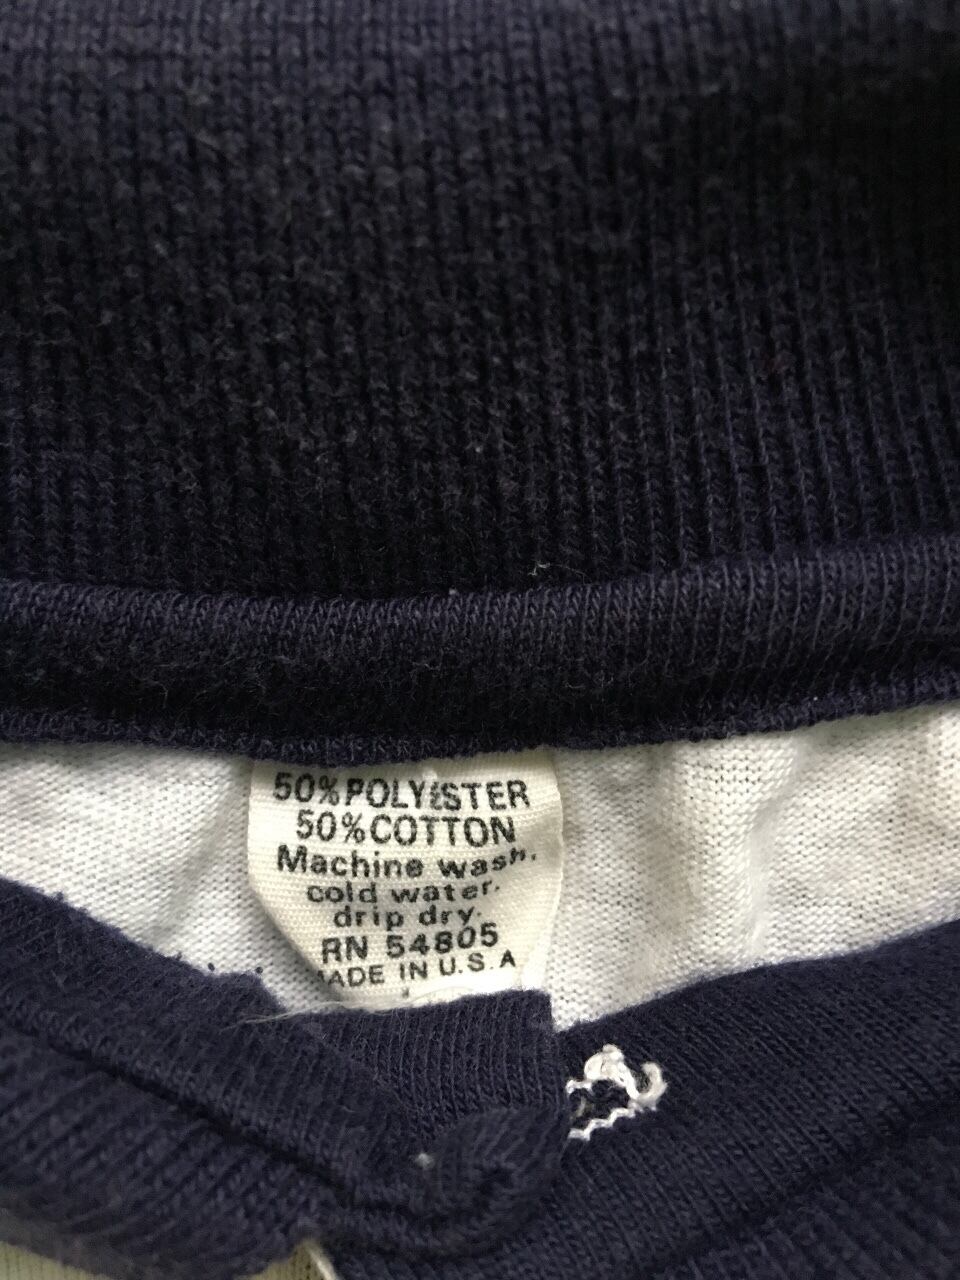 50% POLYESTER
50% COTTON
Machine wash.
cold water.
drip dry.
RN 54805
MADE IN U.S.A